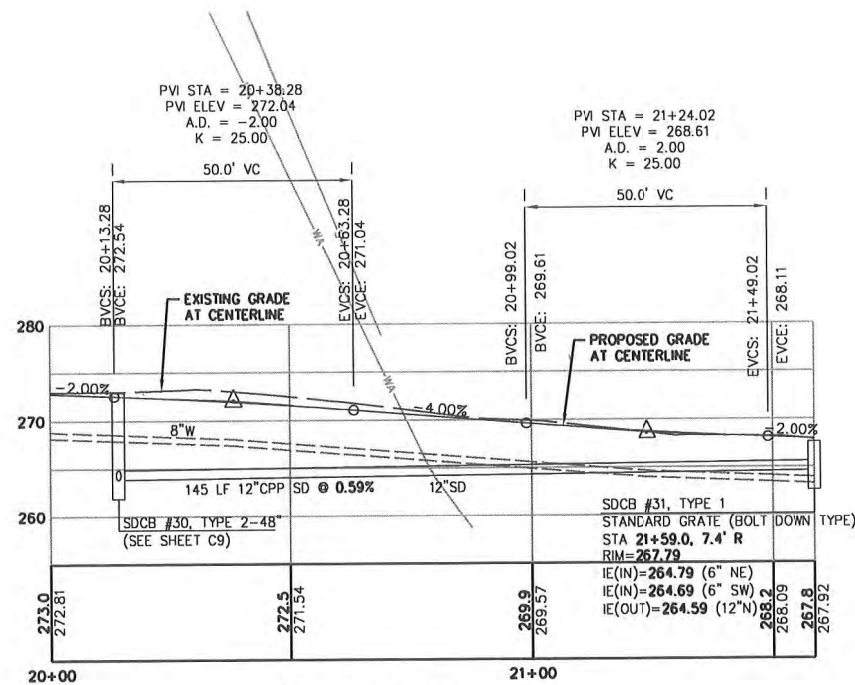 PVI STA = 20+38.28
PVI ELEV = 272.04
A.D. = -2.00
K = 25.00
50.0' VC
PVI STA = 21+24.02
PVI ELEV = 268.61
A.D. = 2.00
K = 25.00
50.0' VC
BVCS: 20+13.28
BVCE: 272.54
EVCS: 20+63.28
EVCE: 271.04
BVCS: 20+99.02
BVCE: 269.61
EVCS: 21+49.02
EVCE: 268.11
WA
WA
EXISTING GRADE
AT CENTERLINE
PROPOSED GRADE
AT CENTERLINE
280
270
260
-2.00%
-4.00%
-2.00%
8"W
145 LF 12"CPP SD @ 0.59%
12"SD
SDCB #30, TYPE 2-48"
(SEE SHEET C9)
SDCB #31, TYPE 1
STANDARD GRATE (BOLT DOWN TYPE)
STA 21+59.0, 7.4' R
RIM=267.79
IE(IN)=264.79 (6" NE)
IE(IN)=264.69 (6" SW)
IE(OUT)=264.59 (12"N)
273.0
272.81
272.5
271.54
269.9
269.57
268.2
268.09
267.8
267.92
20+00
21+00